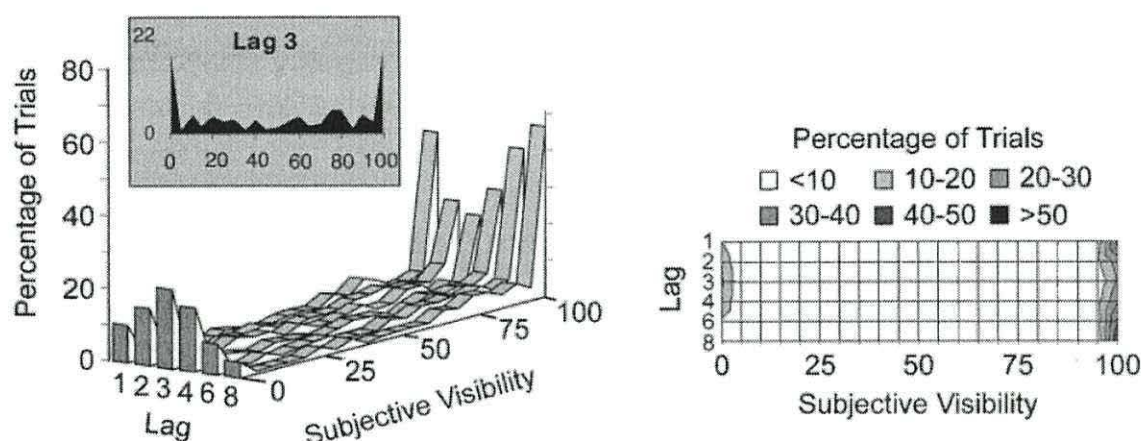 22
Lag 3
0
0 20 40 60 80 100
Percentage of Trials
80
60
40
20
0
1 2 3 4 6 8
Lag
0 25 50 75 100
Subjective Visibility
Percentage of Trials
<10 10-20 20-30
30-40 40-50 >50
Lag
1
2
3
4
6
8
0 25 50 75 100
Subjective Visibility